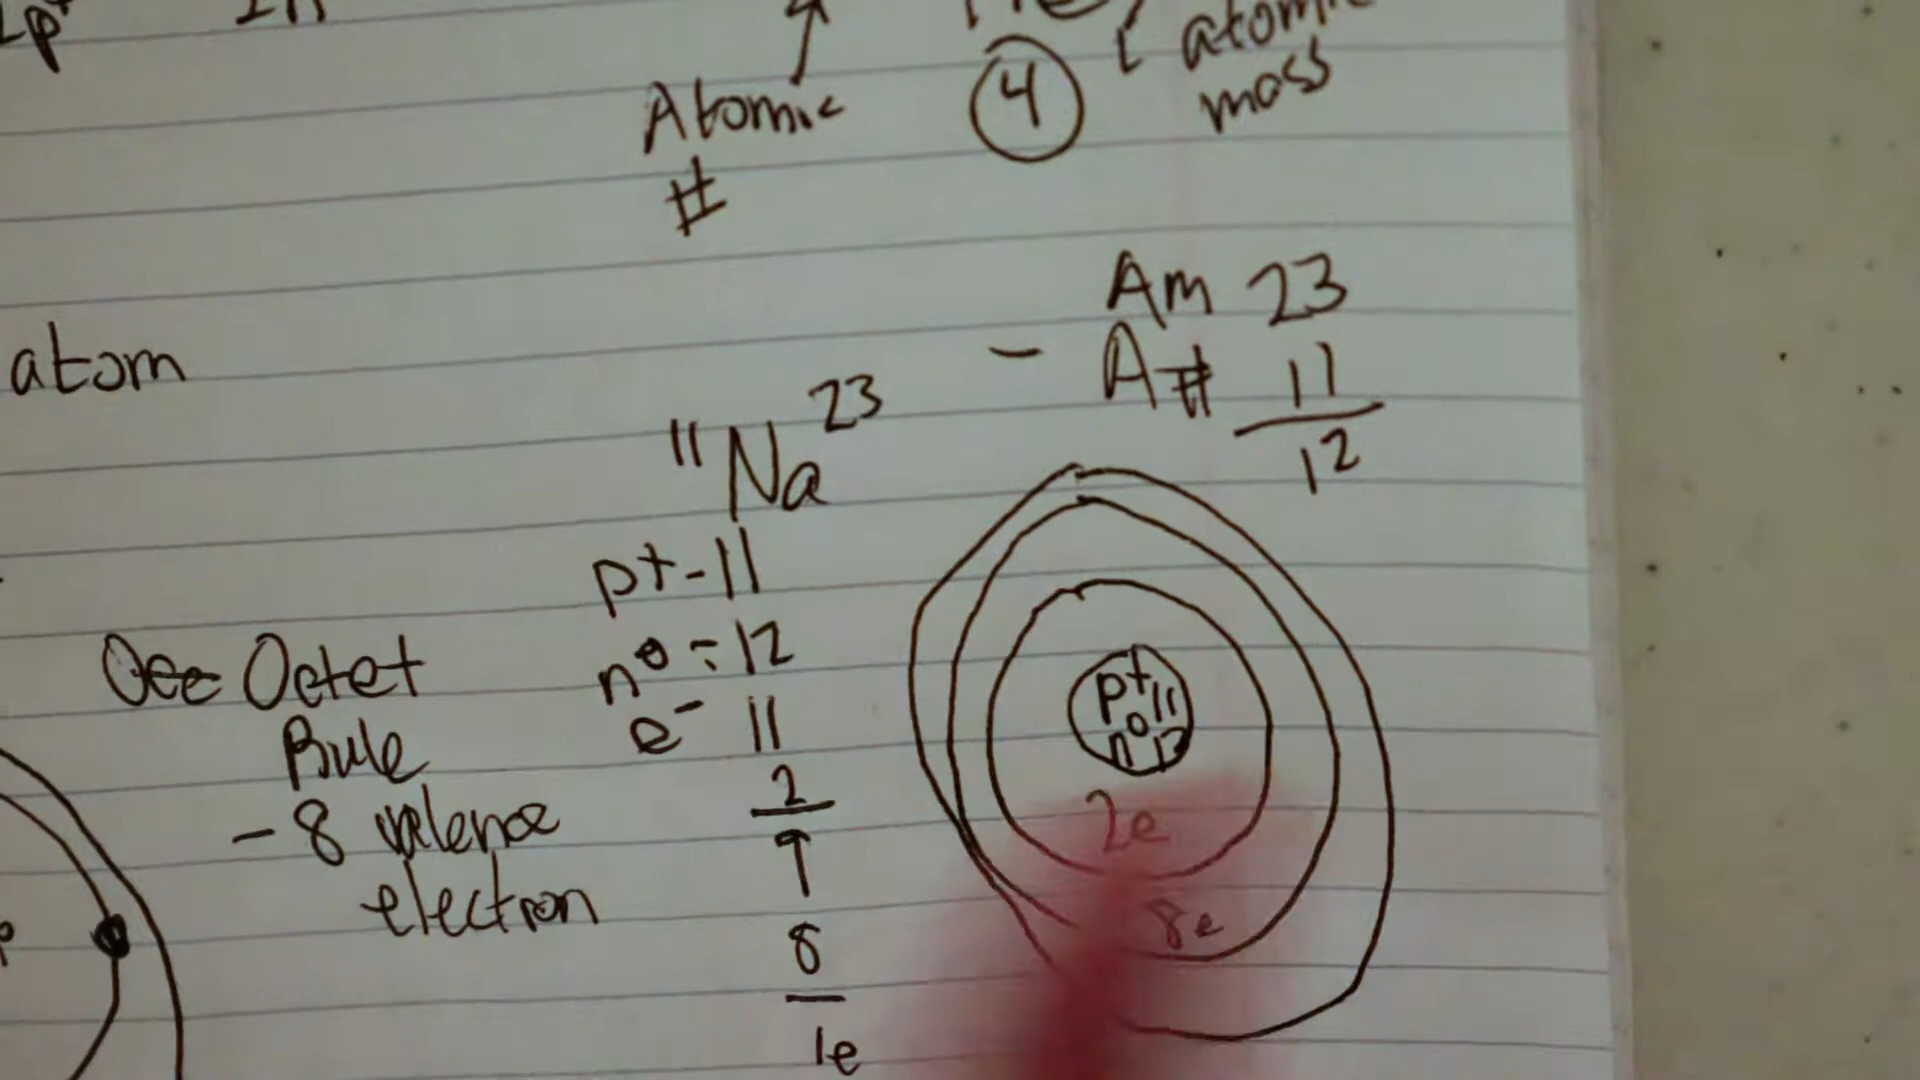 Atomic
#
4
atomic
mass
Am 23
- A# 11
12
atom
11 Na 23
p+ - 11
n° = 12
e- 11
2
9
8
1e
Octet
Rule
- 8 valence
electron
p+ 11
n° 12
2e
8e